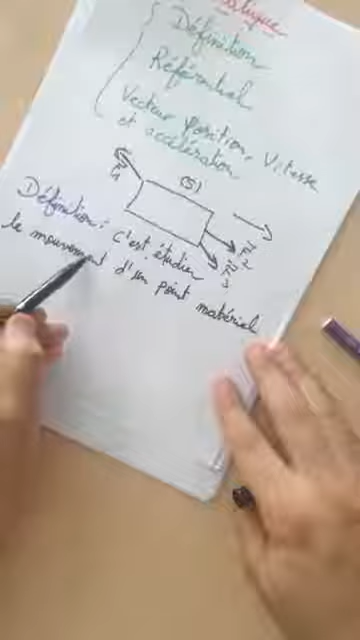 Définition
Référentiel
Vecteur position, Vitesse
et accélération
(S)
Définition : C'est étudier
le mouvement d'un point matériel